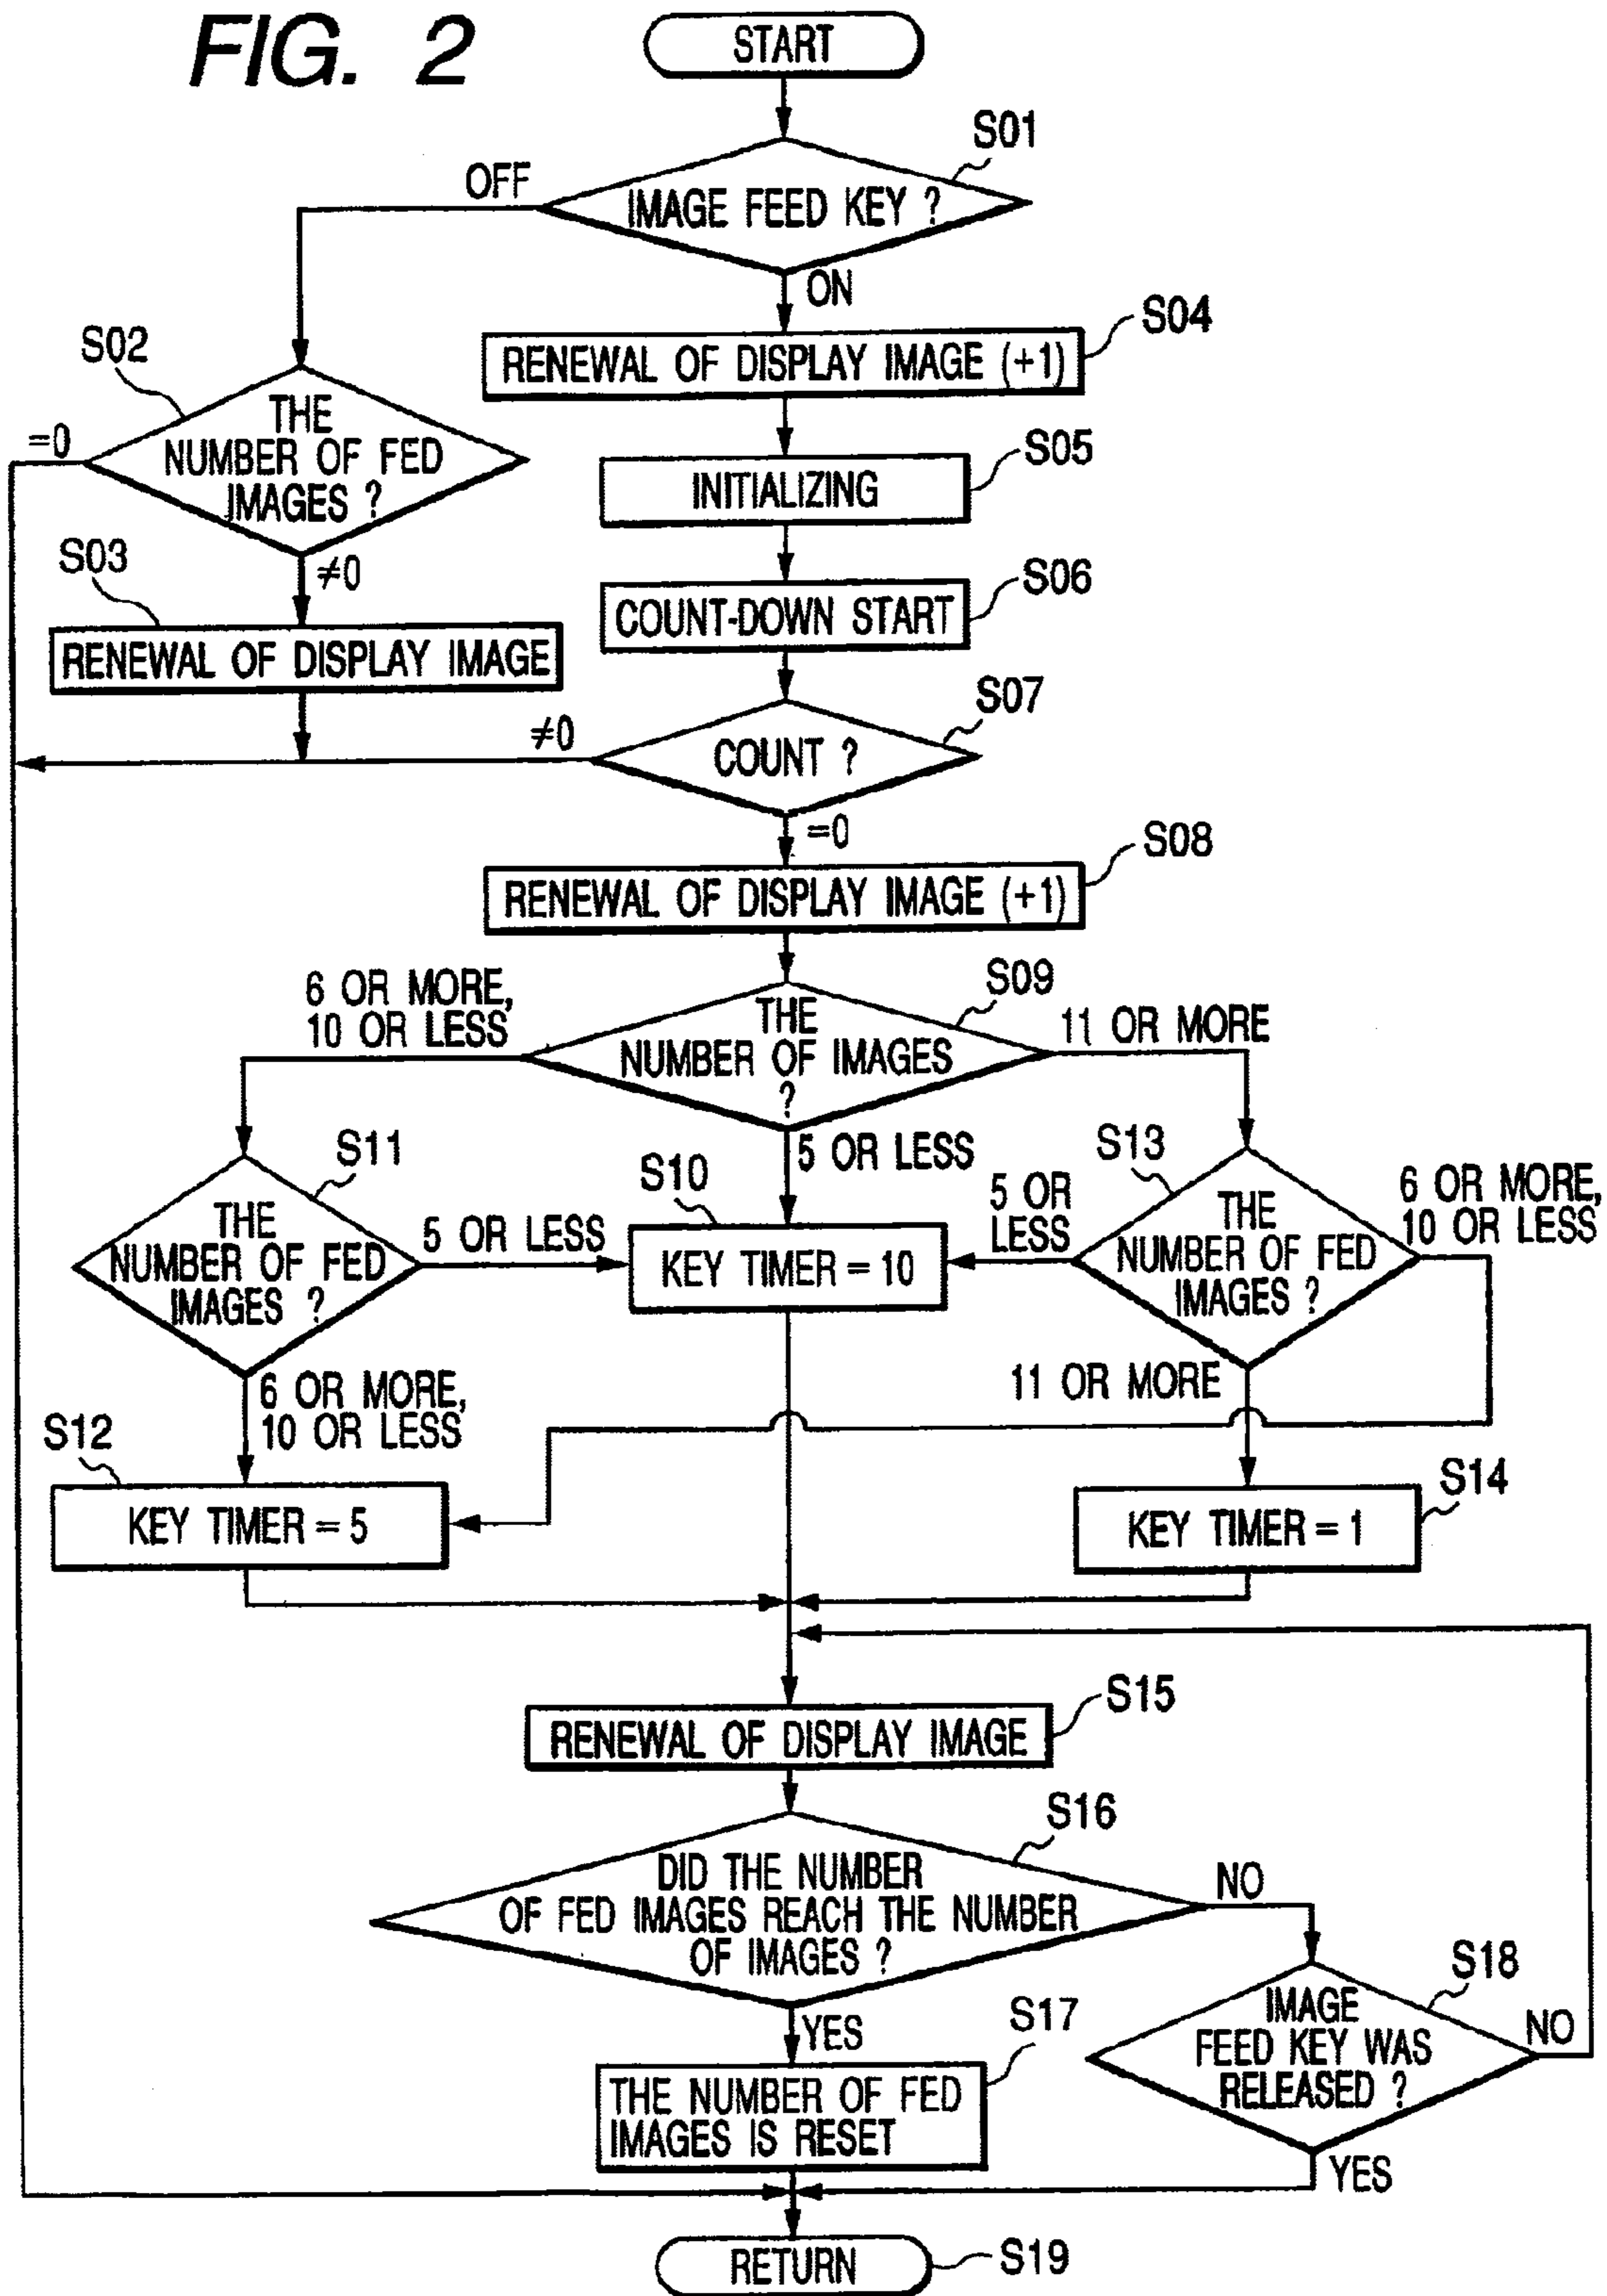 FIG. 2
START
S01
OFF
IMAGE FEED KEY ?
ON
S04
RENEWAL OF DISPLAY IMAGE (+1)
S02
THE
NUMBER OF FED
IMAGES ?
=0
S05
INITIALIZING
≠0
S03
RENEWAL OF DISPLAY IMAGE
S06
COUNT-DOWN START
S07
≠0
COUNT ?
=0
S08
RENEWAL OF DISPLAY IMAGE (+1)
6 OR MORE,
10 OR LESS
S09
THE
NUMBER OF IMAGES
?
11 OR MORE
5 OR LESS
S11
THE
NUMBER OF FED
IMAGES ?
5 OR LESS
S10
KEY TIMER = 10
5 OR
LESS
S13
THE
NUMBER OF FED
IMAGES ?
6 OR MORE,
10 OR LESS
6 OR MORE,
10 OR LESS
11 OR MORE
S12
KEY TIMER = 5
S14
KEY TIMER = 1
S15
RENEWAL OF DISPLAY IMAGE
S16
DID THE NUMBER
OF FED IMAGES REACH THE NUMBER
OF IMAGES ?
NO
YES
S18
IMAGE
FEED KEY WAS
RELEASED ?
NO
S17
THE NUMBER OF FED
IMAGES IS RESET
YES
RETURN
S19